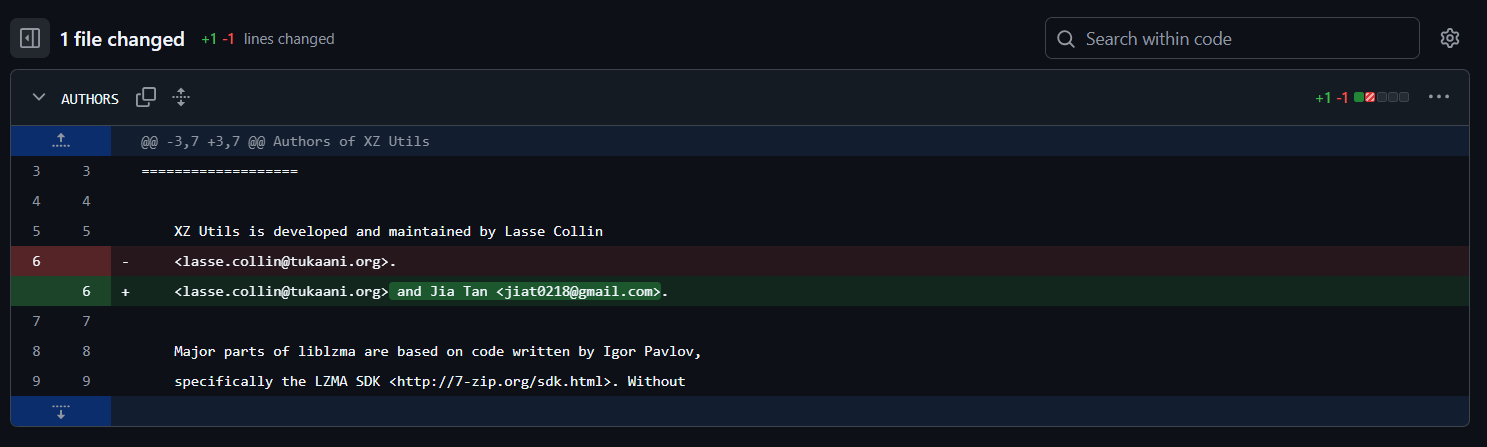 1 file changed +1 -1 lines changed Search within code
AUTHORS +1 -1
@@ -3,7 +3,7 @@ Authors of XZ Utils
3 3 ===================
4 4
5 5 XZ Utils is developed and maintained by Lasse Collin
6 - <lasse.collin@tukaani.org>.
6 + <lasse.collin@tukaani.org> and Jia Tan <jiat0218@gmail.com>.
7 7
8 8 Major parts of liblzma are based on code written by Igor Pavlov,
9 9 specifically the LZMA SDK <http://7-zip.org/sdk.html>. Without